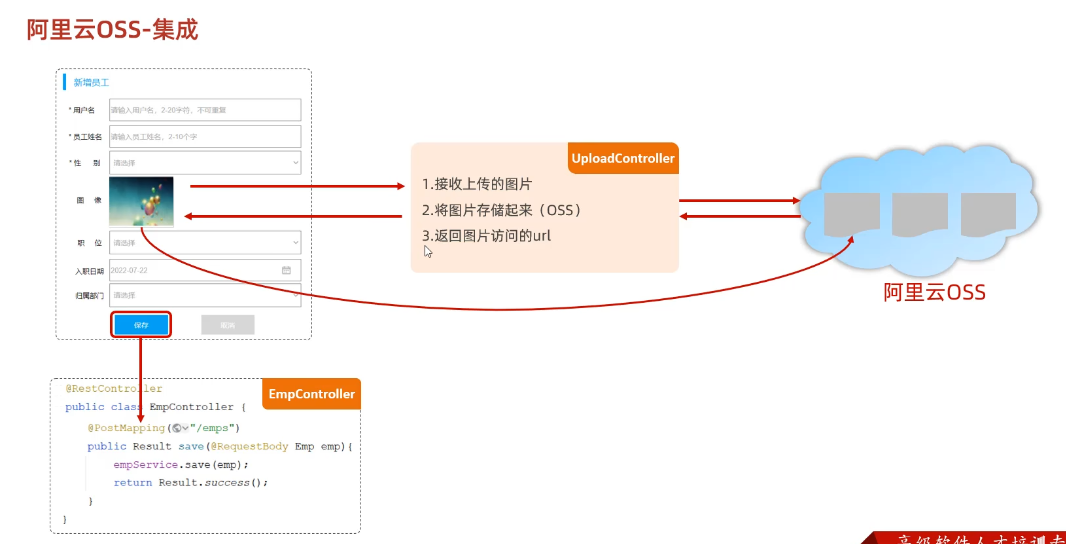 阿里云OSS-集成
新增员工
* 用户名
请输入用户名，2-20字符，不可重复
* 员工姓名
请输入员工姓名，2-10个字
* 性 别
请选择
图 像
职 位
请选择
入职日期
2022-07-22
归属部门
请选择
保存
取消
UploadController
1.接收上传的图片
2.将图片存储起来（OSS）
3.返回图片访问的url
阿里云OSS
EmpController
@RestController
public class EmpController {
@PostMapping("/emps")
public Result save(@RequestBody Emp emp){
empService.save(emp);
return Result.success();
}
}
高级软件人才培训专